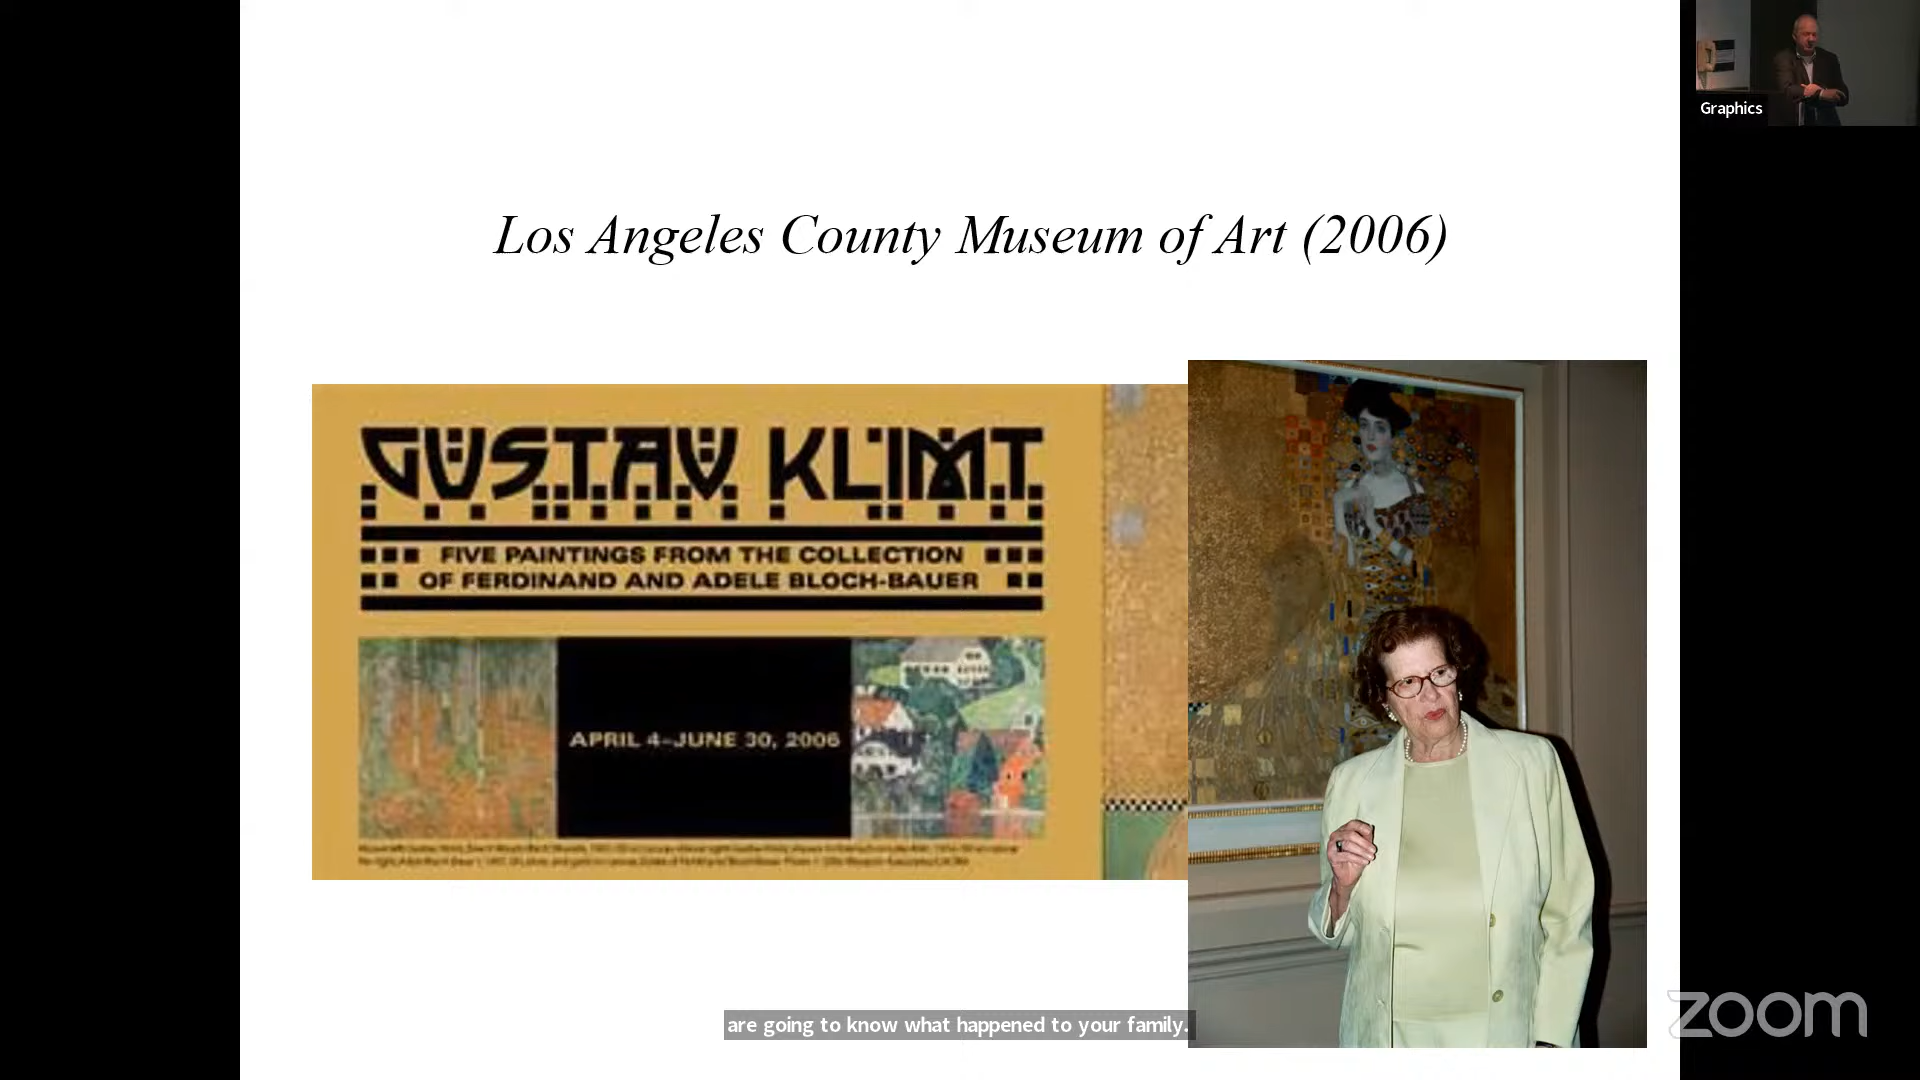 Graphics
Los Angeles County Museum of Art (2006)
GUSTAV KLIMT
FIVE PAINTINGS FROM THE COLLECTION
OF FERDINAND AND ADELE BLOCH-BAUER
APRIL 4–JUNE 30, 2006
are going to know what happened to your family.
zoom